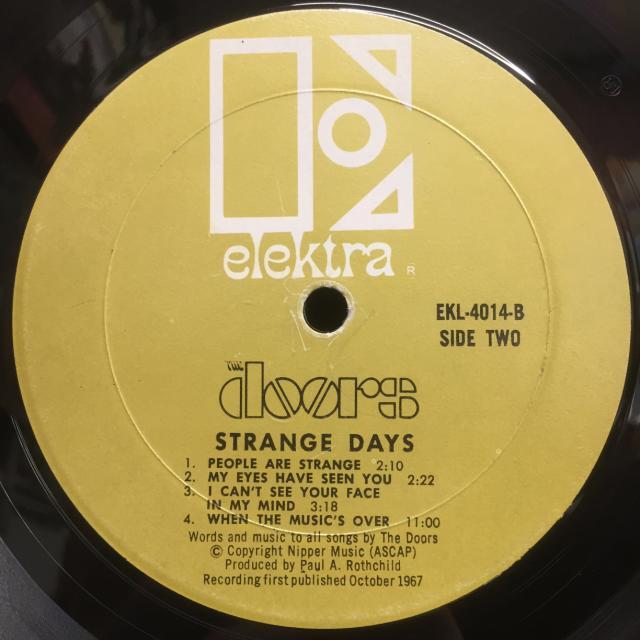 elektra
R
EKL-4014-B
SIDE TWO
THE
doors
STRANGE DAYS
1. PEOPLE ARE STRANGE 2:10
2. MY EYES HAVE SEEN YOU 2:22
3. I CAN'T SEE YOUR FACE
IN MY MIND 3:18
4. WHEN THE MUSIC'S OVER 11:00
Words and music to all songs by The Doors
© Copyright Nipper Music (ASCAP)
Produced by Paul A. Rothchild
Recording first published October 1967